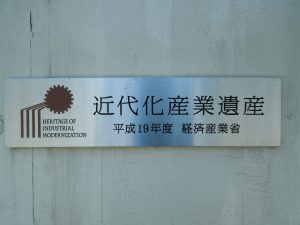 近代化産業遺産
平成19年度 経済産業省
HERITAGE OF
INDUSTRIAL
MODERNIZATION